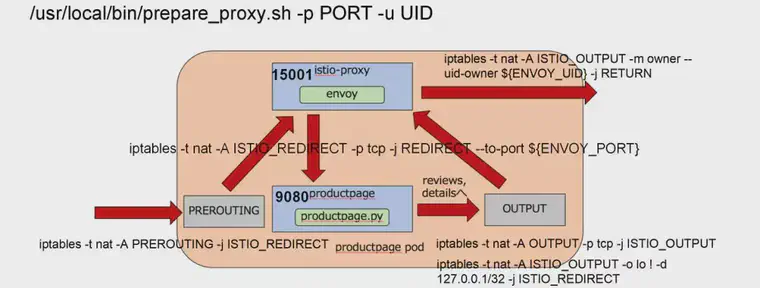 /usr/local/bin/prepare_proxy.sh -p PORT -u UID
iptables -t nat -A ISTIO_OUTPUT -m owner --
uid-owner ${ENVOY_UID} -j RETURN
15001
istio-proxy
envoy
iptables -t nat -A ISTIO_REDIRECT -p tcp -j REDIRECT --to-port ${ENVOY_PORT}
9080
productpage
productpage.py
reviews,
details
PREROUTING
OUTPUT
iptables -t nat -A PREROUTING -j ISTIO_REDIRECT
productpage pod
iptables -t nat -A OUTPUT -p tcp -j ISTIO_OUTPUT
iptables -t nat -A ISTIO_OUTPUT -o lo ! -d
127.0.0.1/32 -j ISTIO_REDIRECT